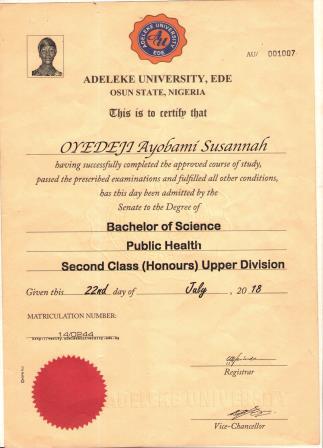 ADELEKE UNIVERSITY
EDE
AU/ 001007
ADELEKE UNIVERSITY, EDE
OSUN STATE, NIGERIA
This is to certify that
OYEDEJI Ayobami Susannah
having successfully completed the approved course of study,
passed the prescribed examinations and fulfilled all other conditions,
has this day been admitted by the
Senate to the Degree of
Bachelor of Science
Public Health
Second Class (Honours) Upper Division
Given this 22nd day of July, 2018
MATRICULATION NUMBER:
14/0244
Registrar
ADELEKE UNIVERSITY
Vice-Chancellor